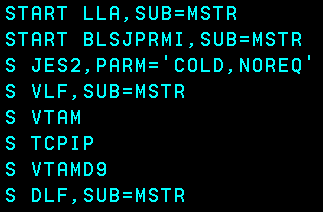 START LLA,SUB=MSTR
START BLSJPRMI,SUB=MSTR
S JES2,PARM='COLD,NOREQ'
S VLF,SUB=MSTR
S VTAM
S TCPIP
S VTAMD9
S DLF,SUB=MSTR